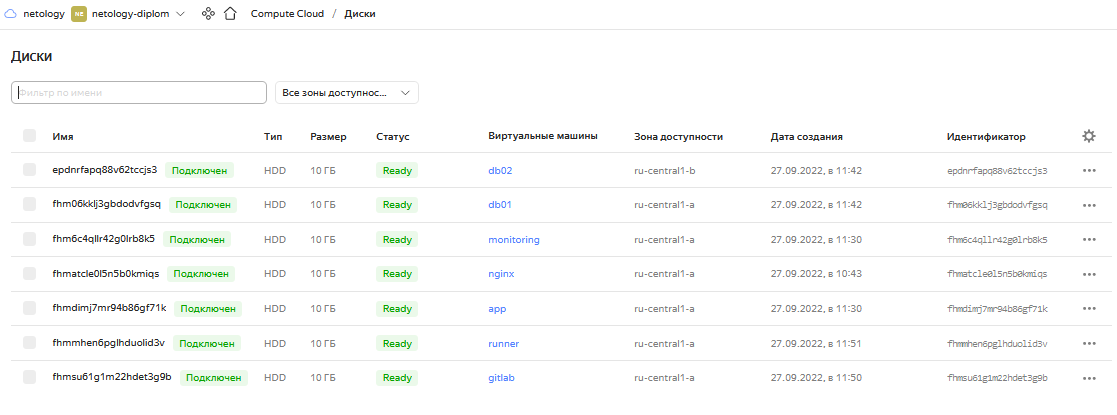 netology NE netology-diplom Compute Cloud / Диски
Диски
Фильтр по имени Все зоны доступнос...
Имя Тип Размер Статус Виртуальные машины Зона доступности Дата создания Идентификатор
epdnrfapq88v62tccjs3 Подключен HDD 10 ГБ Ready db02 ru-central1-b 27.09.2022, в 11:42 epdnrfapq88v62tccjs3
fhm06kklj3gbdodvfgsq Подключен HDD 10 ГБ Ready db01 ru-central1-a 27.09.2022, в 11:42 fhm06kklj3gbdodvfgsq
fhm6c4qllr42g0lrb8k5 Подключен HDD 10 ГБ Ready monitoring ru-central1-a 27.09.2022, в 11:30 fhm6c4qllr42g0lrb8k5
fhmatcle0l5n5b0kmiqs Подключен HDD 10 ГБ Ready nginx ru-central1-a 27.09.2022, в 10:43 fhmatcle0l5n5b0kmiqs
fhmdimj7mr94b86gf71k Подключен HDD 10 ГБ Ready app ru-central1-a 27.09.2022, в 11:30 fhmdimj7mr94b86gf71k
fhmmhen6pglhduolid3v Подключен HDD 10 ГБ Ready runner ru-central1-a 27.09.2022, в 11:51 fhmmhen6pglhduolid3v
fhmsu61g1m22hdet3g9b Подключен HDD 10 ГБ Ready gitlab ru-central1-a 27.09.2022, в 11:50 fhmsu61g1m22hdet3g9b